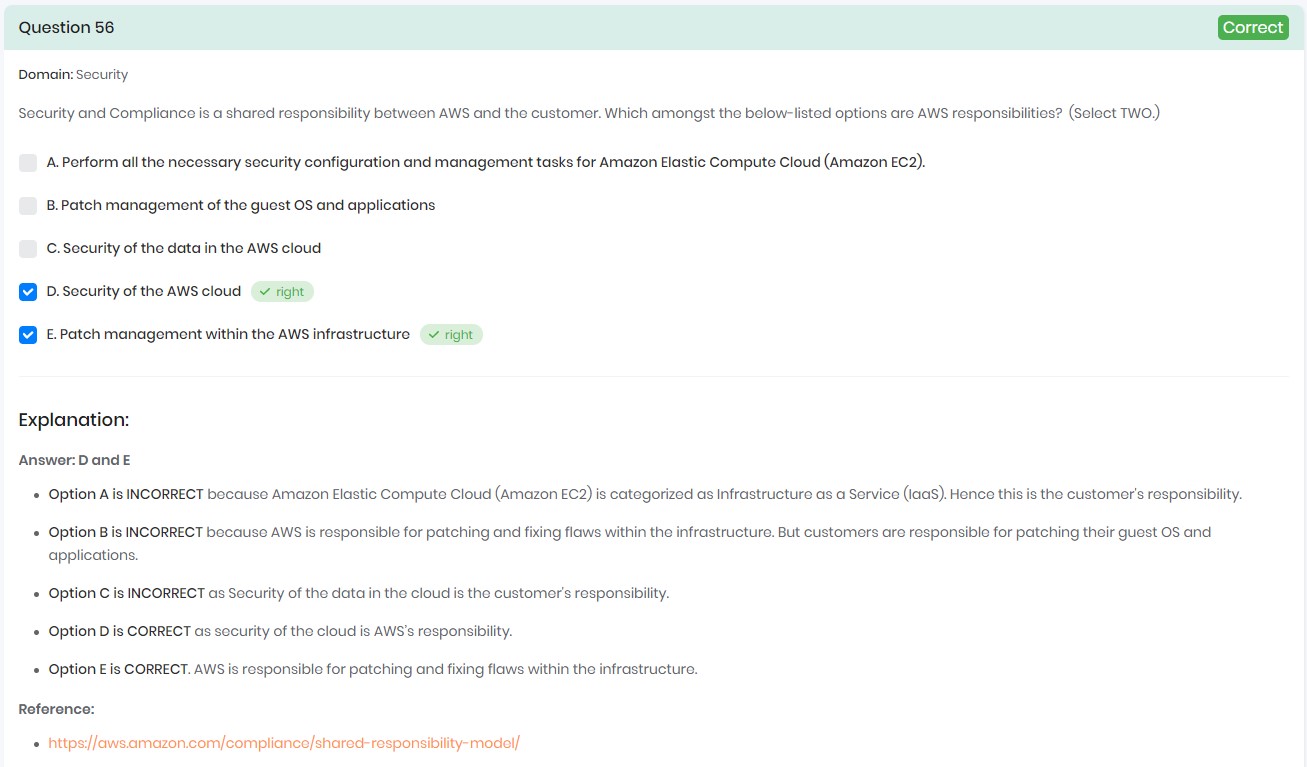 Question 56
Correct
Domain: Security
Security and Compliance is a shared responsibility between AWS and the customer. Which amongst the below-listed options are AWS responsibilities? (Select TWO.)
A. Perform all the necessary security configuration and management tasks for Amazon Elastic Compute Cloud (Amazon EC2).
B. Patch management of the guest OS and applications
C. Security of the data in the AWS cloud
D. Security of the AWS cloud ✓ right
E. Patch management within the AWS infrastructure ✓ right
Explanation:
Answer: D and E
• Option A is INCORRECT because Amazon Elastic Compute Cloud (Amazon EC2) is categorized as Infrastructure as a Service (IaaS). Hence this is the customer's responsibility.
• Option B is INCORRECT because AWS is responsible for patching and fixing flaws within the infrastructure. But customers are responsible for patching their guest OS and
applications.
• Option C is INCORRECT as Security of the data in the cloud is the customer's responsibility.
• Option D is CORRECT as security of the cloud is AWS's responsibility.
• Option E is CORRECT. AWS is responsible for patching and fixing flaws within the infrastructure.
Reference:
• https://aws.amazon.com/compliance/shared-responsibility-model/